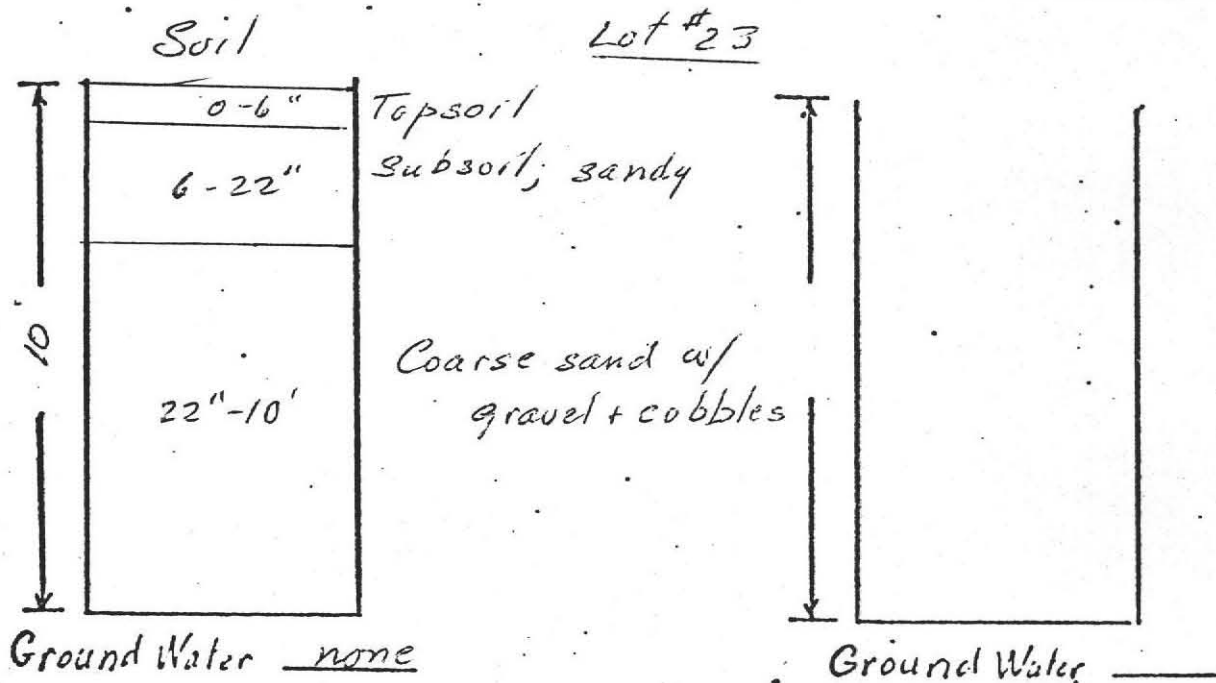 Soil
Lot #23
0-6" Topsoil
6-22" Subsoil; sandy
10'
22"-10' Coarse sand w/
gravel + cobbles
Ground Water none
Ground Water